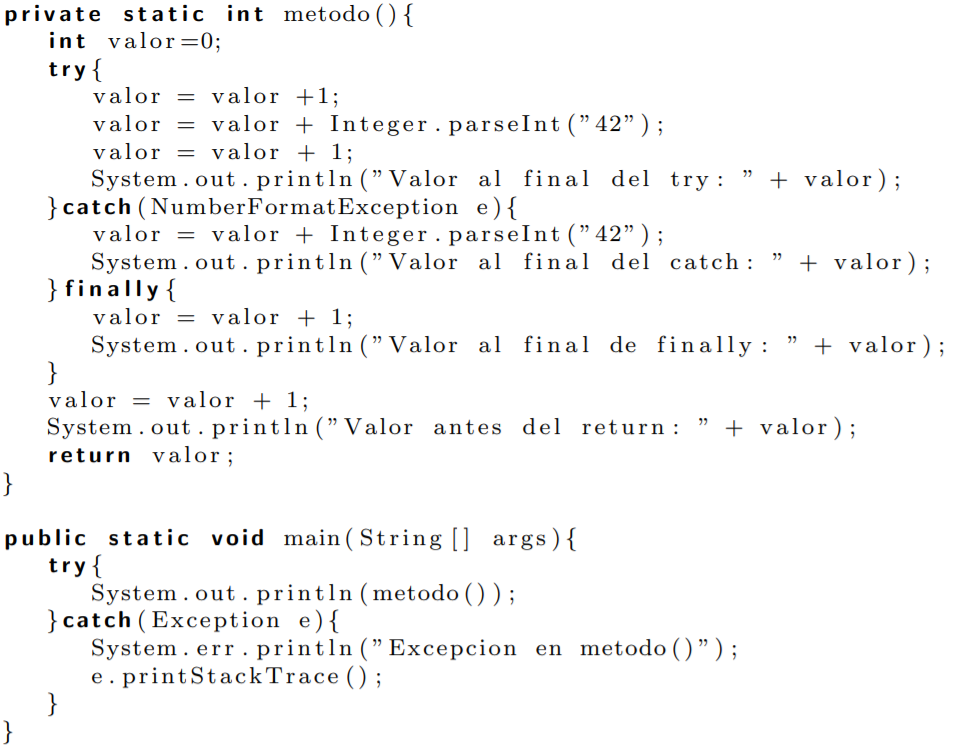 private static int metodo(){
int valor=0;
try{
valor = valor +1;
valor = valor + Integer.parseInt(”42”);
valor = valor + 1;
System.out.println(”Valor al final del try: ” + valor);
}catch(NumberFormatException e){
valor = valor + Integer.parseInt(”42”);
System.out.println(”Valor al final del catch: ” + valor);
}finally{
valor = valor + 1;
System.out.println(”Valor al final de finally: ” + valor);
}
valor = valor + 1;
System.out.println(”Valor antes del return: ” + valor);
return valor;
}
public static void main(String[] args){
try{
System.out.println(metodo());
}catch(Exception e){
System.err.println(”Excepcion en metodo()”);
e.printStackTrace();
}
}